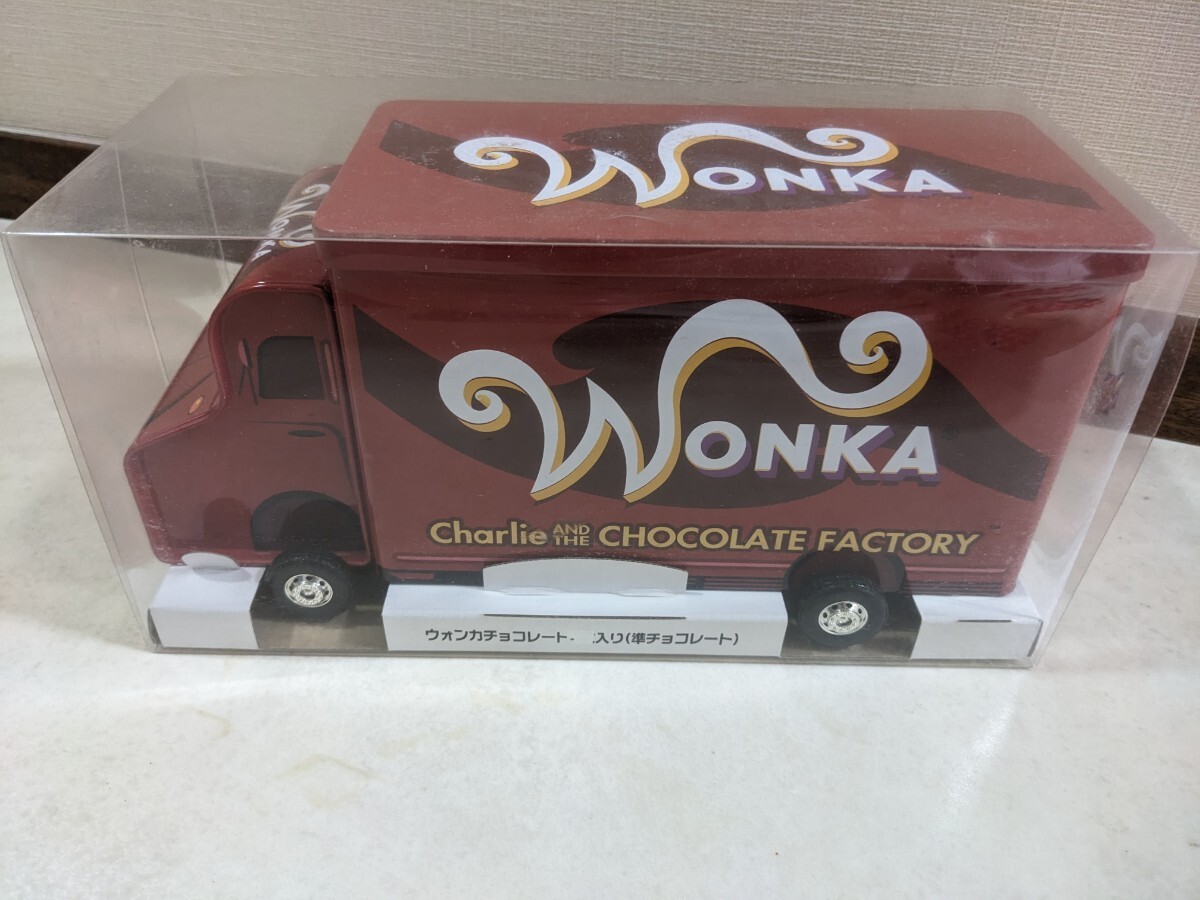 WONKA
WONKA
WONKA®
Charlie AND THE CHOCOLATE FACTORY
ウォンカチョコレート 入り(準チョコレート)